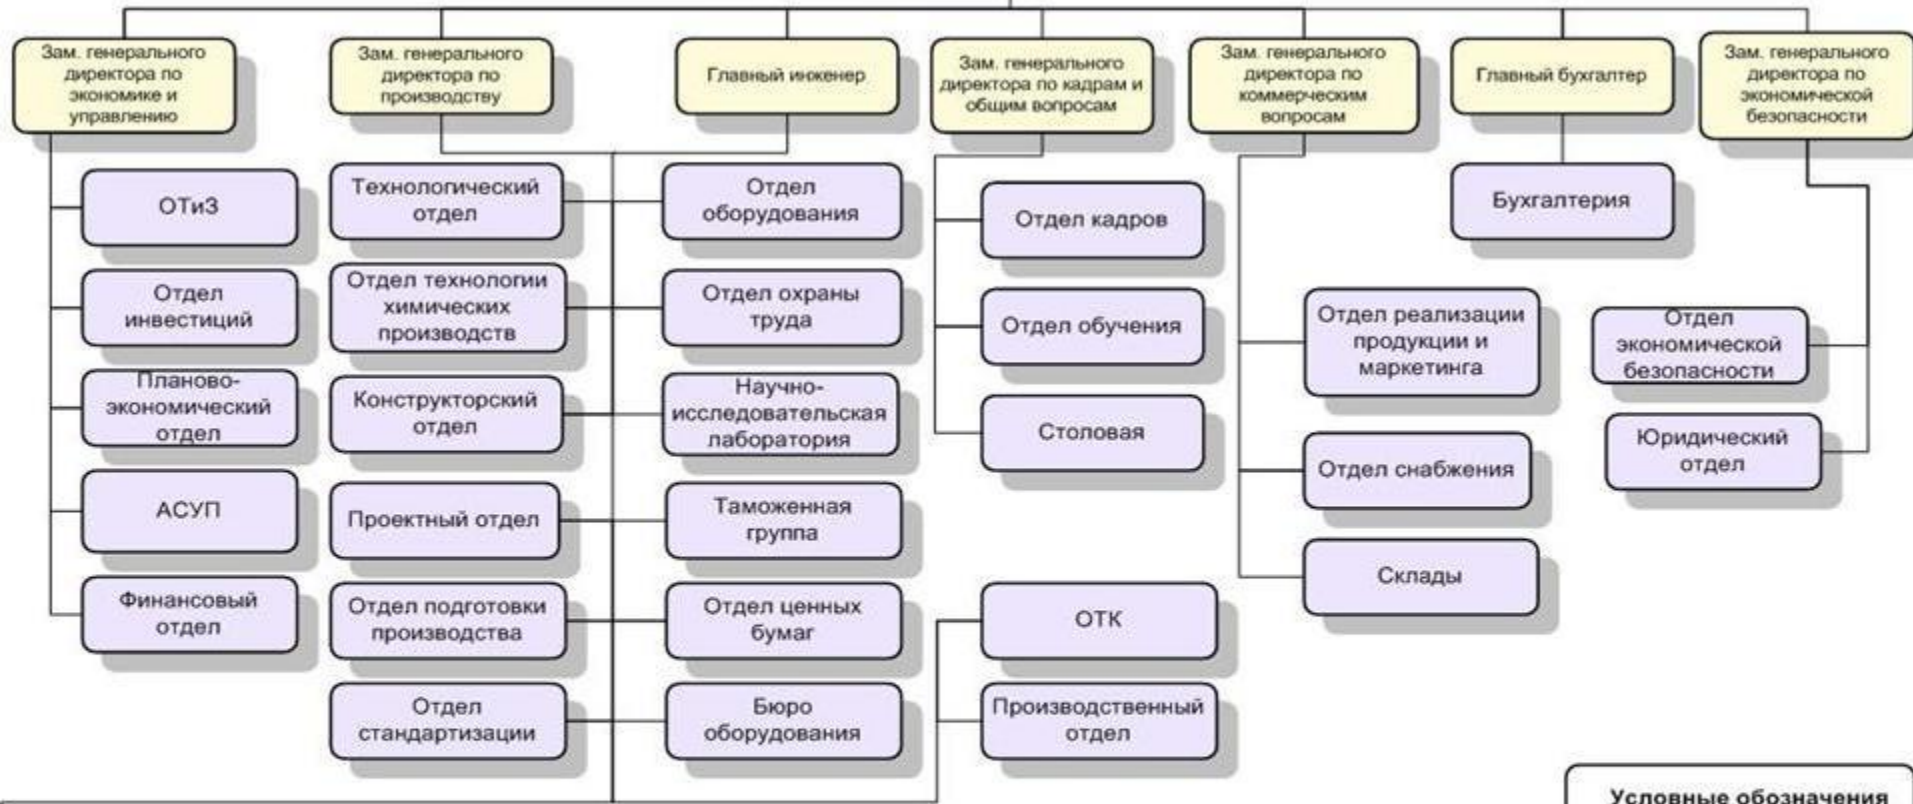 Зам. генерального
директора по
экономике и
управлению
Зам. генерального
директора по
производству
Главный инженер
Зам. генерального
директора по кадрам и
общим вопросам
Зам. генерального
директора по
коммерческим
вопросам
Главный бухгалтер
Зам. генерального
директора по
экономической
безопасности
ОТиЗ
Отдел
инвестиций
Планово-
экономический
отдел
АСУП
Финансовый
отдел
Технологический
отдел
Отдел технологии
химических
производств
Конструкторский
отдел
Проектный отдел
Отдел подготовки
производства
Отдел
стандартизации
Отдел
оборудования
Отдел охраны
труда
Научно-
исследовательская
лаборатория
Таможенная
группа
Отдел ценных
бумаг
Бюро
оборудования
Отдел кадров
Отдел обучения
Столовая
ОТК
Производственный
отдел
Отдел реализации
продукции и
маркетинга
Отдел снабжения
Склады
Бухгалтерия
Отдел
экономической
безопасности
Юридический
отдел
Условные обозначения